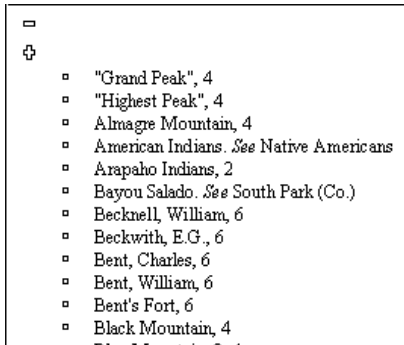 "Grand Peak", 4
"Highest Peak", 4
Almagre Mountain, 4
American Indians. See Native Americans
Arapaho Indians, 2
Bayou Salado. See South Park (Co.)
Becknell, William, 6
Beckwith, E.G., 6
Bent, Charles, 6
Bent, William, 6
Bent's Fort, 6
Black Mountain, 4